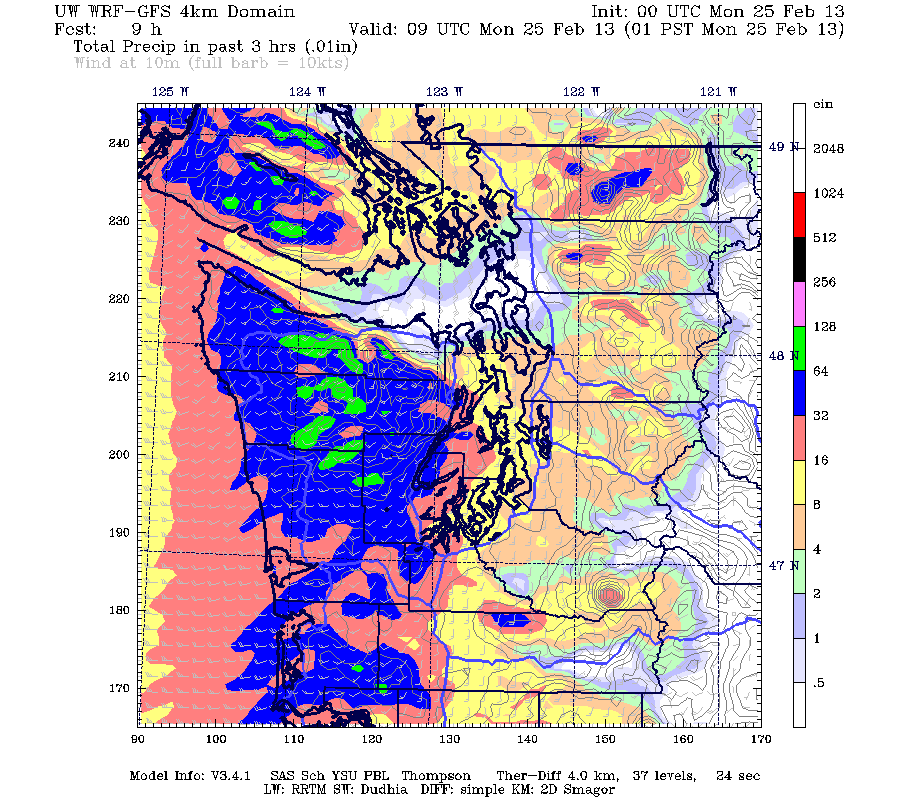 UW WRF-GFS 4km Domain Init: 00 UTC Mon 25 Feb 13
Fcst: 9 h Valid: 09 UTC Mon 25 Feb 13 (01 PST Mon 25 Feb 13)
Total Precip in past 3 hrs (.01in)
Wind at 10m (full barb = 10kts)
125 W 124 W 123 W 122 W 121 W
cin
240
49 N
2048
1024
230
512
256
220
128
48 N
64
210
32
200
16
8
190
4
47 N
2
180
1
.5
170
90 100 110 120 130 140 150 160 170
Model Info: V3.4.1 SAS Sch YSU PBL Thompson Ther-Diff 4.0 km, 37 levels, 24 sec
LW: RRTM SW: Dudhia DIFF: simple KM: 2D Smagor